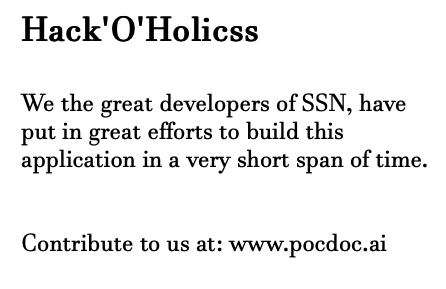 Hack'O'Holicss
We the great developers of SSN, have
put in great efforts to build this
application in a very short span of time.
Contribute to us at: www.pocdoc.ai